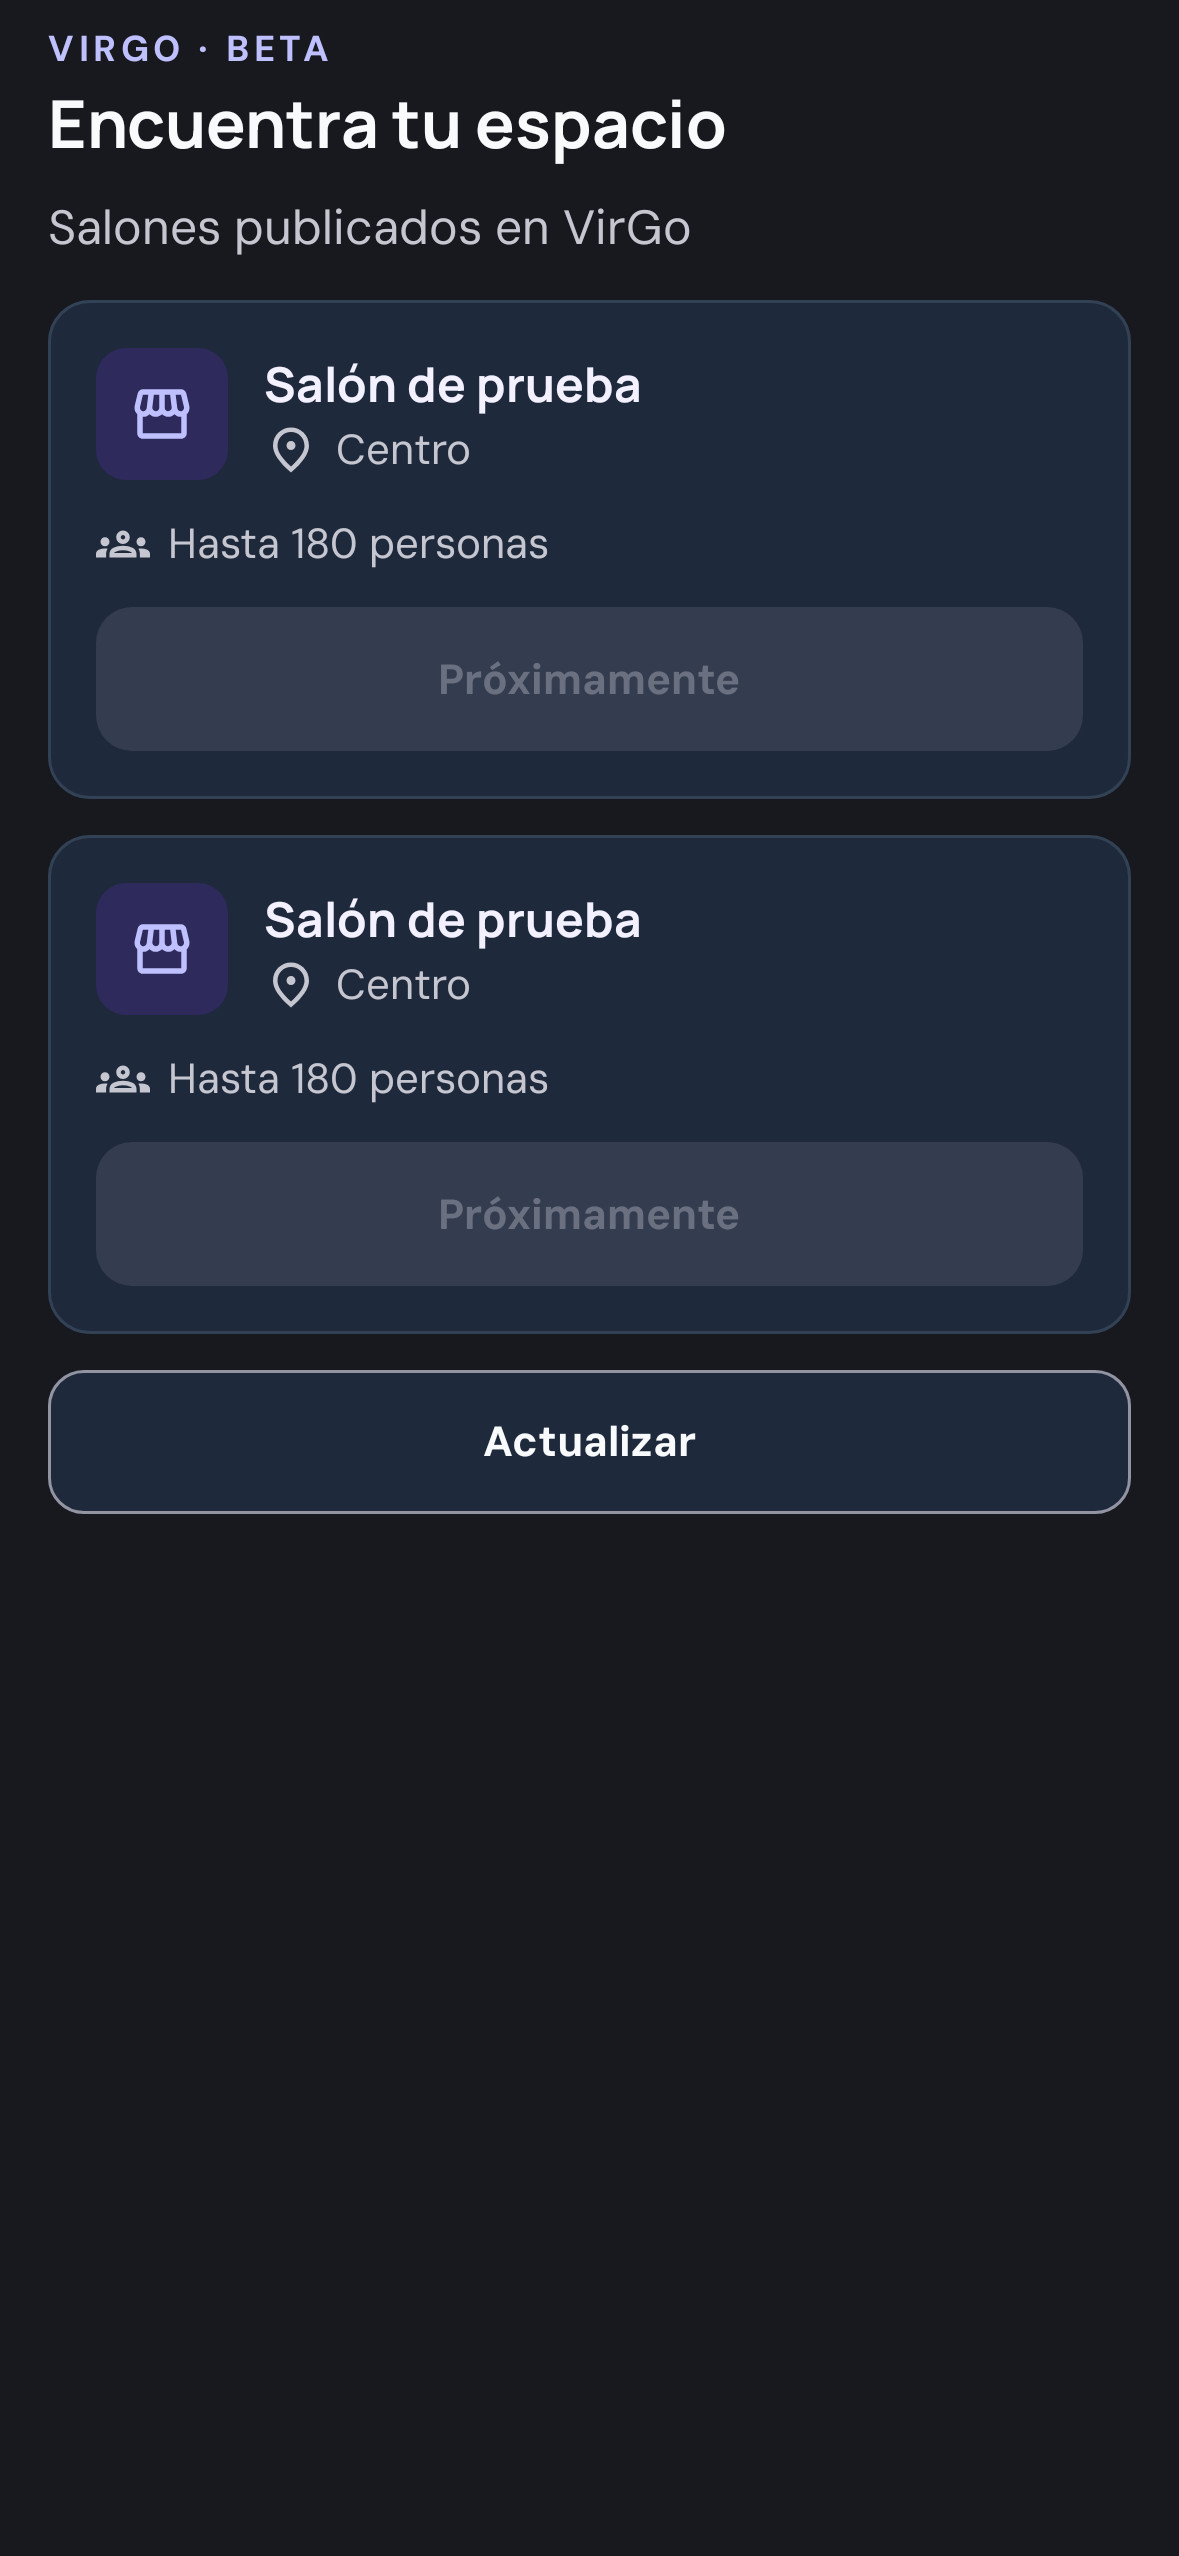 VIRGO · BETA
Encuentra tu espacio
Salones publicados en VirGo
Salón de prueba
Centro
Hasta 180 personas
Próximamente
Salón de prueba
Centro
Hasta 180 personas
Próximamente
Actualizar